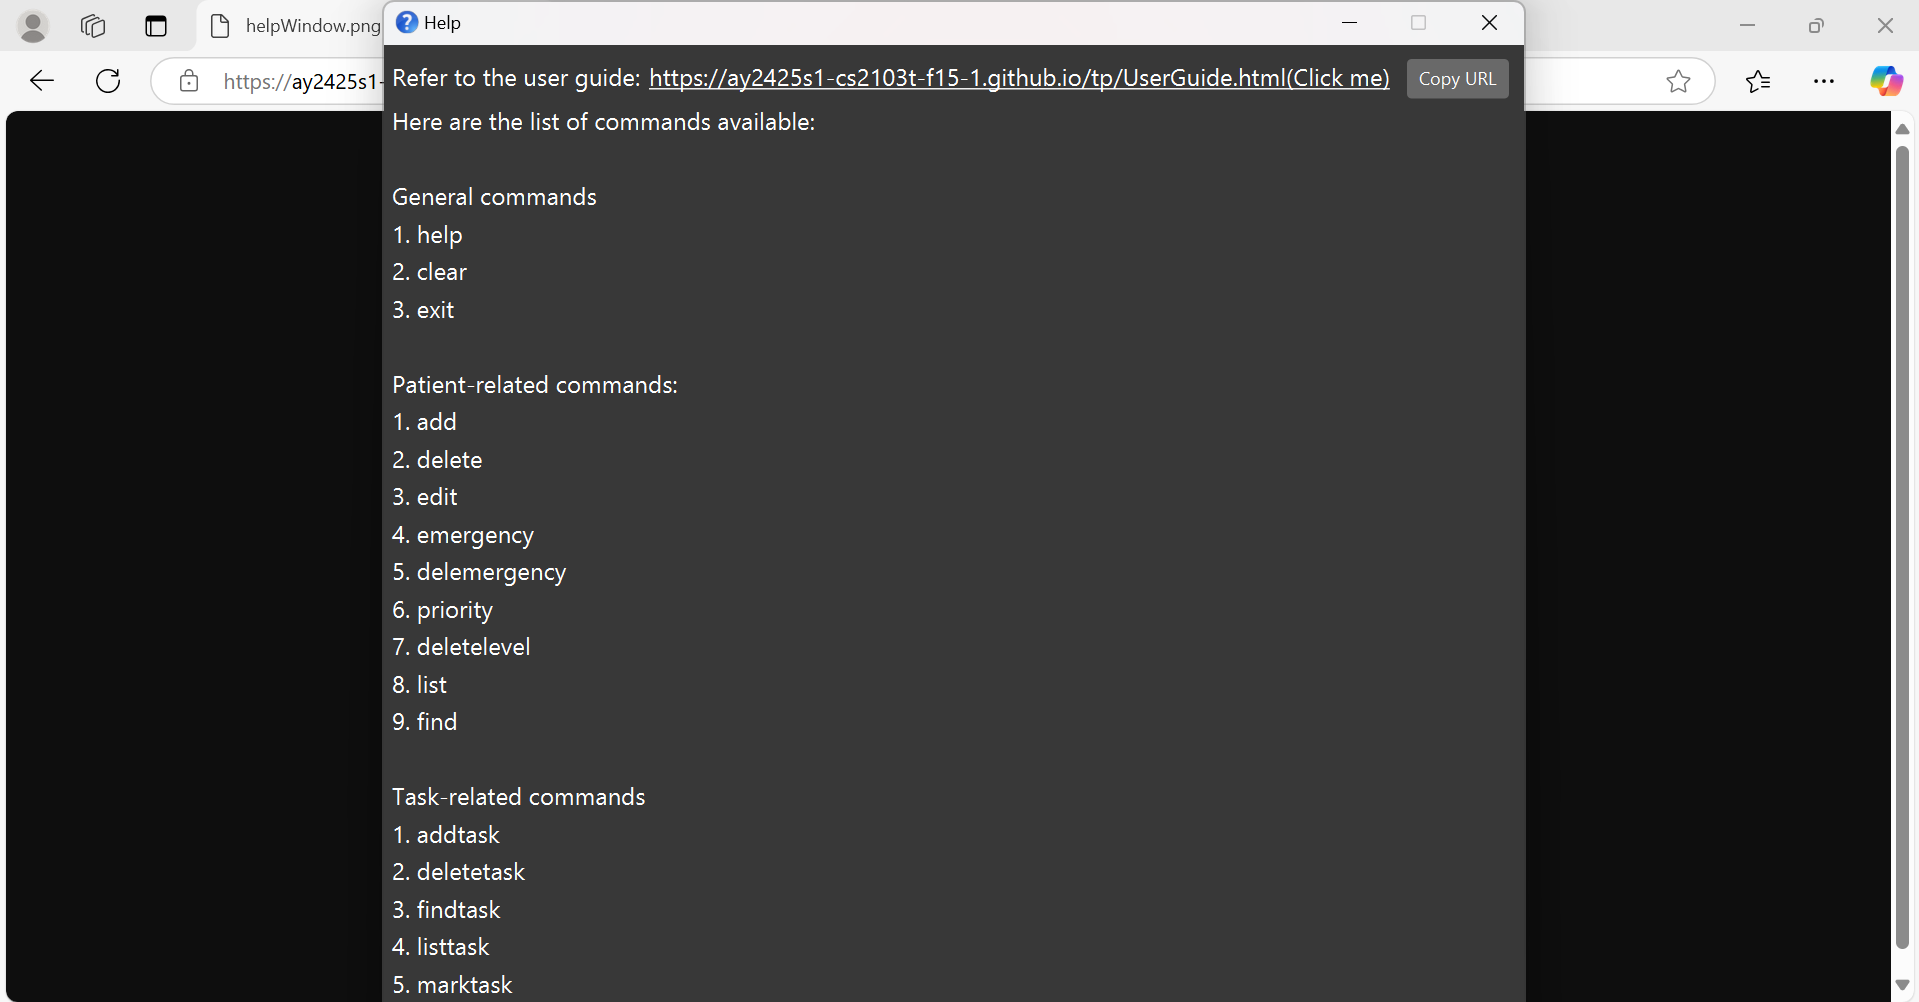 helpWindow.png
Help
https://ay2425s1-
Refer to the user guide: https://ay2425s1-cs2103t-f15-1.github.io/tp/UserGuide.html(Click me) Copy URL
Here are the list of commands available:
General commands
1. help
2. clear
3. exit
Patient-related commands:
1. add
2. delete
3. edit
4. emergency
5. delemergency
6. priority
7. deletelevel
8. list
9. find
Task-related commands
1. addtask
2. deletetask
3. findtask
4. listtask
5. marktask